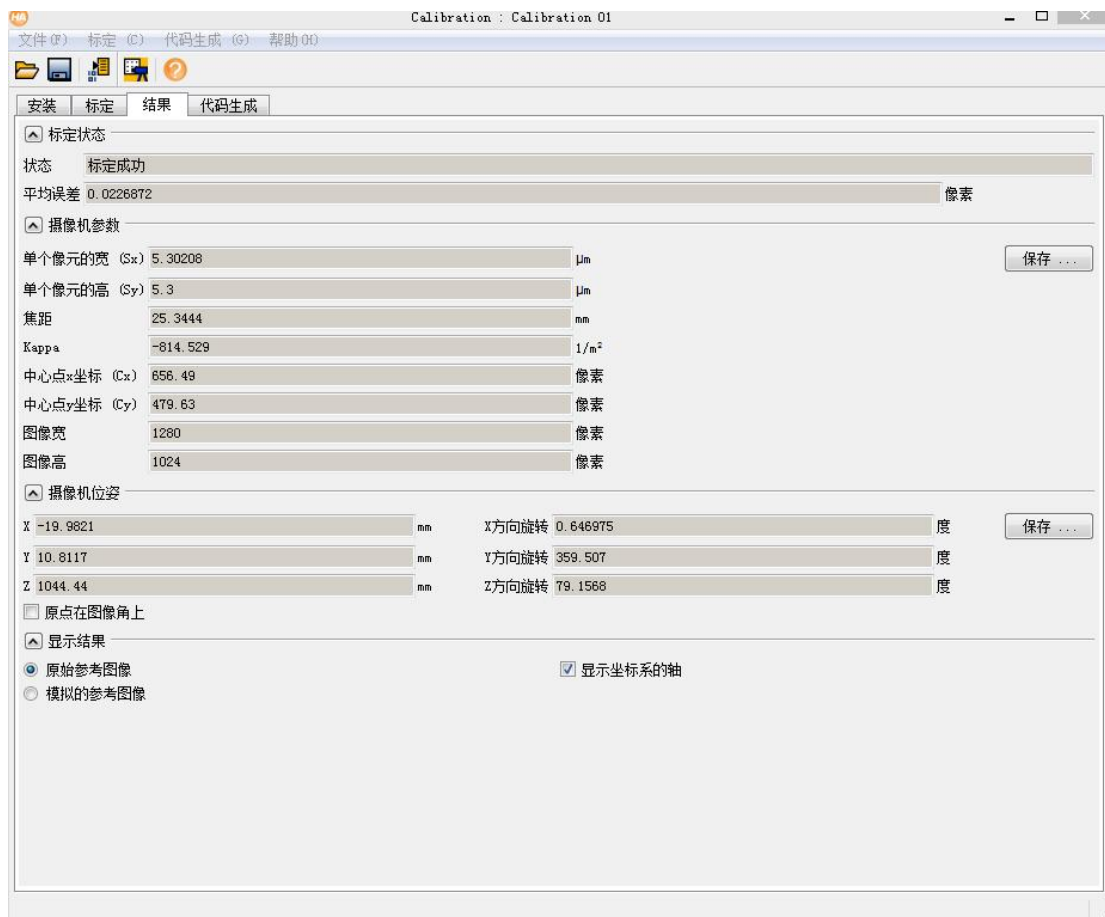 HA Calibration : Calibration 01
文件(F) 标定 (C) 代码生成 (G) 帮助(H)
安装 标定 结果 代码生成
标定状态
状态 标定成功
平均误差 0.0226872 像素
摄像机参数
单个像元的宽 (Sx) 5.30208 μm 保存 ...
单个像元的高 (Sy) 5.3 μm
焦距 25.3444 mm
Kappa -814.529 1/m²
中心点x坐标 (Cx) 656.49 像素
中心点y坐标 (Cy) 479.63 像素
图像宽 1280 像素
图像高 1024 像素
摄像机位姿
X -19.9821 mm X方向旋转 0.646975 度 保存 ...
Y 10.8117 mm Y方向旋转 359.507 度
Z 1044.44 mm Z方向旋转 79.1568 度
原点在图像角上
显示结果
原始参考图像 显示坐标系的轴
模拟的参考图像